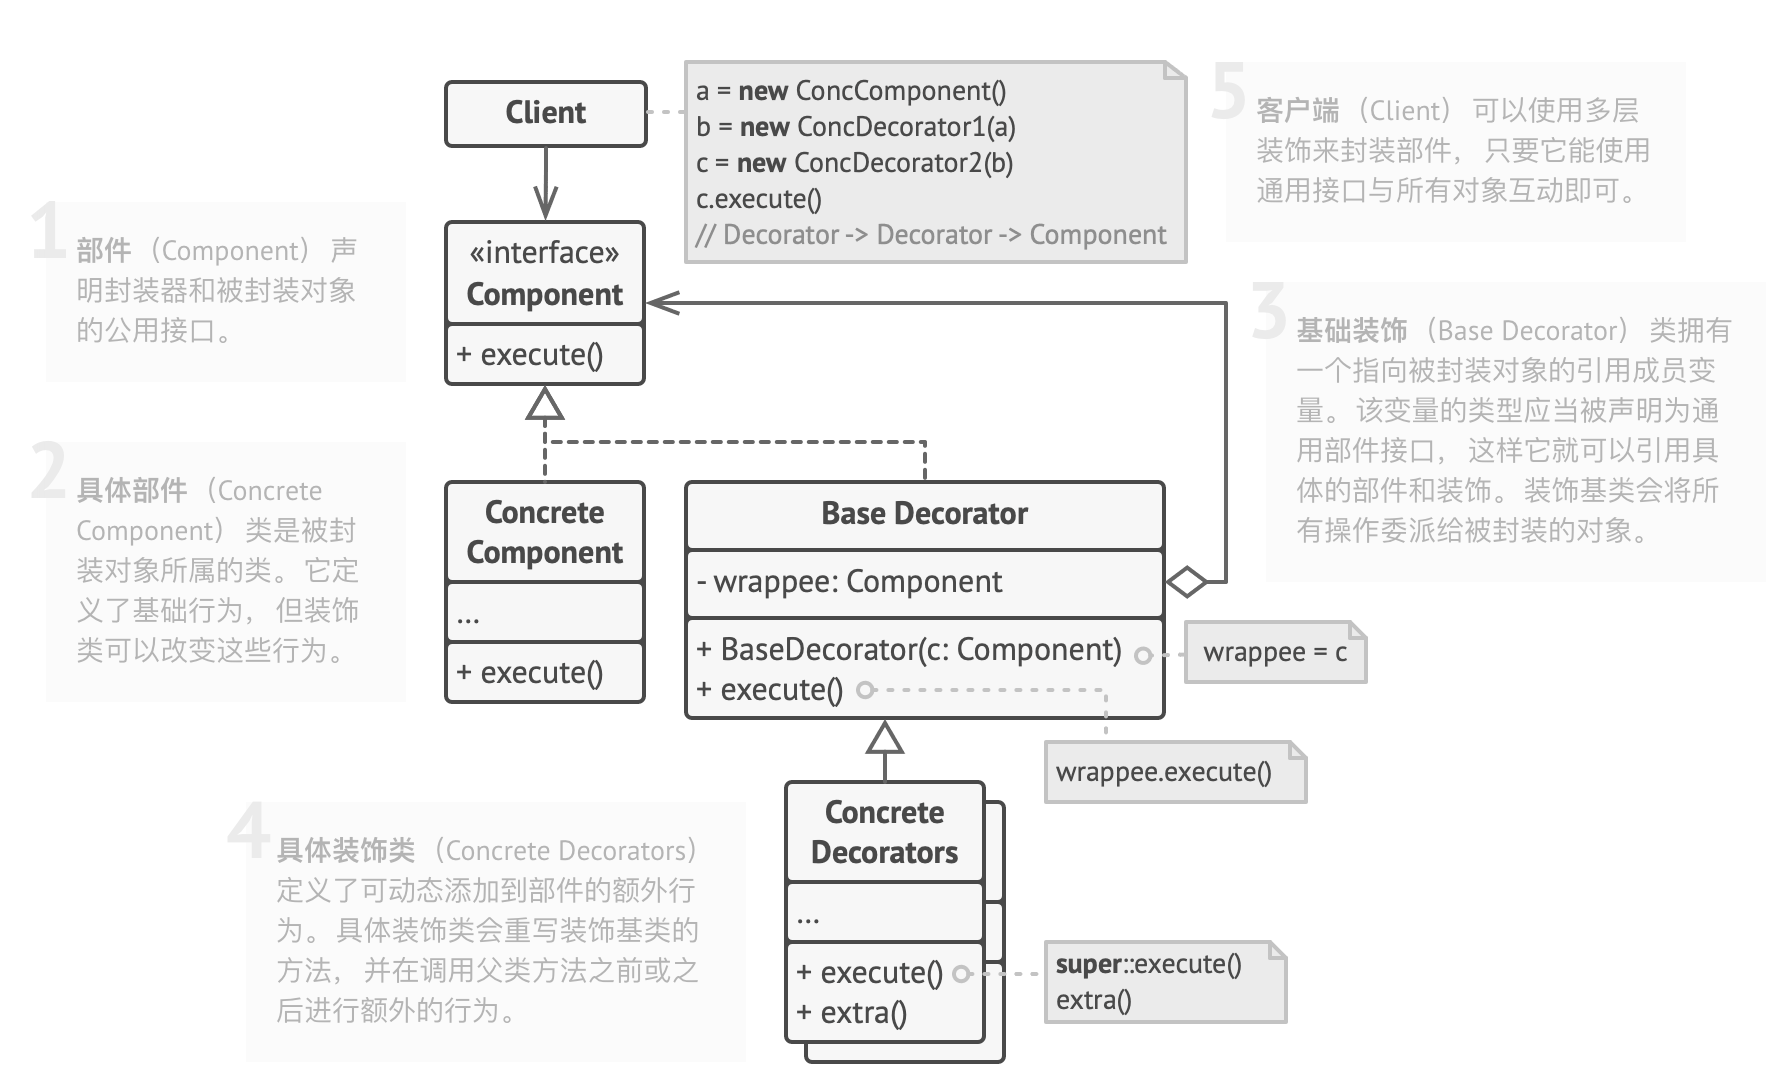 Client
a = new ConcComponent()
b = new ConcDecorator1(a)
c = new ConcDecorator2(b)
c.execute()
// Decorator -> Decorator -> Component
5
客户端 （Client） 可以使用多层
装饰来封装部件， 只要它能使用
通用接口与所有对象互动即可。
1
部件 （Component） 声
明封装器和被封装对象
的公用接口。
«interface»
Component
+ execute()
3
基础装饰 （Base Decorator） 类拥有
一个指向被封装对象的引用成员变
量。 该变量的类型应当被声明为通
用部件接口， 这样它就可以引用具
体的部件和装饰。 装饰基类会将所
有操作委派给被封装的对象。
2
具体部件 （Concrete
Component） 类是被封
装对象所属的类。 它定
义了基础行为， 但装饰
类可以改变这些行为。
Concrete
Component
...
+ execute()
Base Decorator
- wrappee: Component
+ BaseDecorator(c: Component)
+ execute()
wrappee = c
wrappee.execute()
4
具体装饰类 （Concrete Decorators）
定义了可动态添加到部件的额外行
为。 具体装饰类会重写装饰基类的
方法， 并在调用父类方法之前或之
后进行额外的行为。
Concrete
Decorators
...
+ execute()
+ extra()
super::execute()
extra()